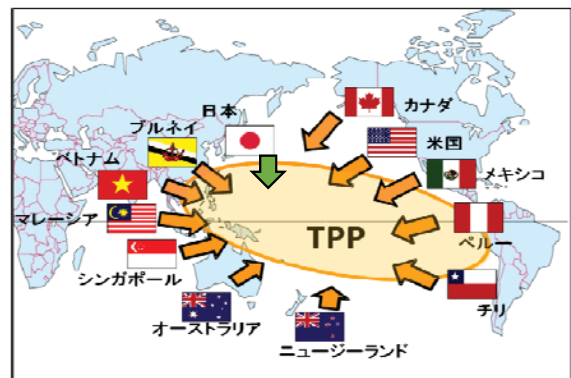 日本
カナダ
ブルネイ
米国
ベトナム
メキシコ
マレーシア
TPP
ペルー
シンガポール
チリ
オーストラリア
ニュージーランド